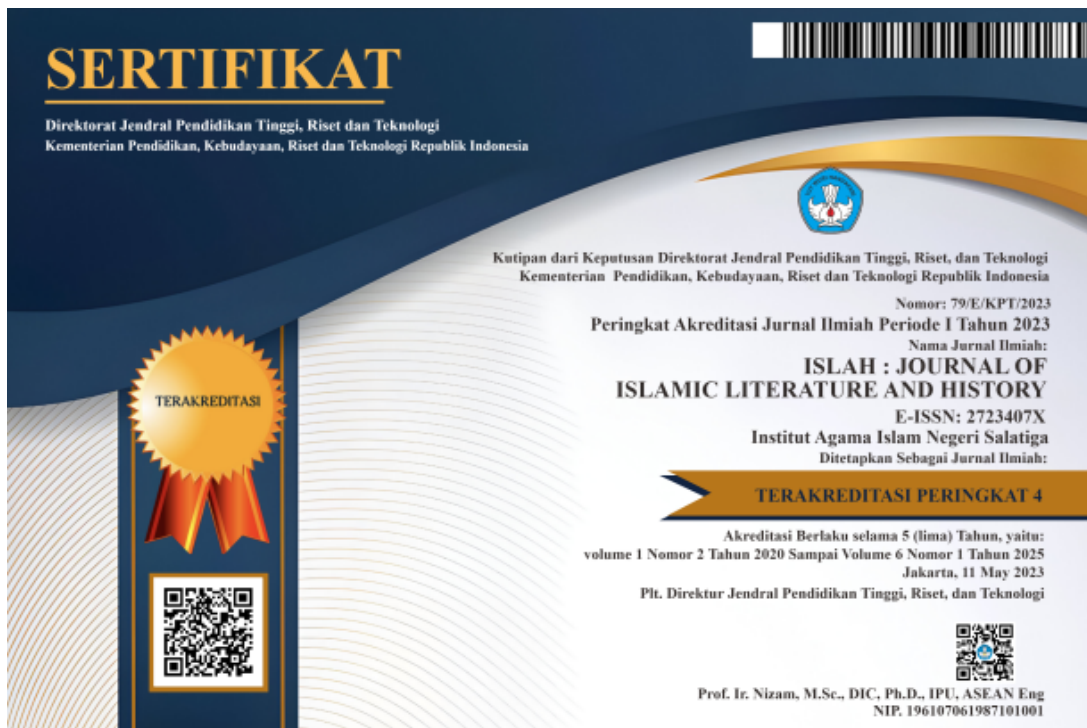 SERTIFIKAT
Direktorat Jendral Pendidikan Tinggi, Riset dan Teknologi
Kementerian Pendidikan, Kebudayaan, Riset dan Teknologi Republik Indonesia
Kutipan dari Keputusan Direktorat Jendral Pendidikan Tinggi, Riset, dan Teknologi
Kementerian Pendidikan, Kebudayaan, Riset dan Teknologi Republik Indonesia
Nomor: 79/E/KPT/2023
Peringkat Akreditasi Jurnal Ilmiah Periode I Tahun 2023
Nama Jurnal Ilmiah:
ISLAH : JOURNAL OF
ISLAMIC LITERATURE AND HISTORY
E-ISSN: 2723407X
Institut Agama Islam Negeri Salatiga
Ditetapkan Sebagai Jurnal Ilmiah:
TERAKREDITASI PERINGKAT 4
TERAKREDITASI
Akreditasi Berlaku selama 5 (lima) Tahun, yaitu:
volume 1 Nomor 2 Tahun 2020 Sampai Volume 6 Nomor 1 Tahun 2025
Jakarta, 11 May 2023
Plt. Direktur Jendral Pendidikan Tinggi, Riset, dan Teknologi
Prof. Ir. Nizam, M.Sc., DIC, Ph.D., IPU, ASEAN Eng
NIP. 196107061987101001